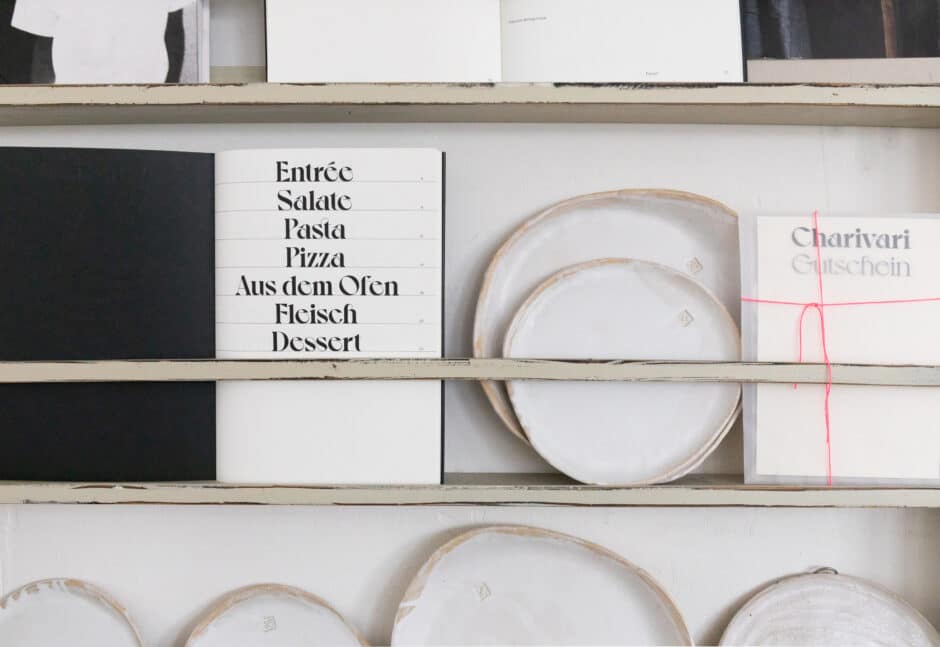 Entrée
Salate
Pasta
Pizza
Aus dem Ofen
Fleisch
Dessert
Charivari
Gutschein